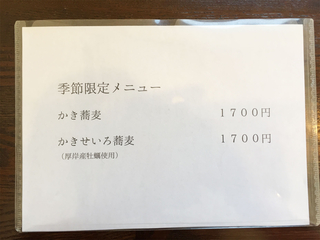 季節限定メニュー
かき蕎麦　1700円
かきせいろ蕎麦　1700円
（厚岸産牡蠣使用）